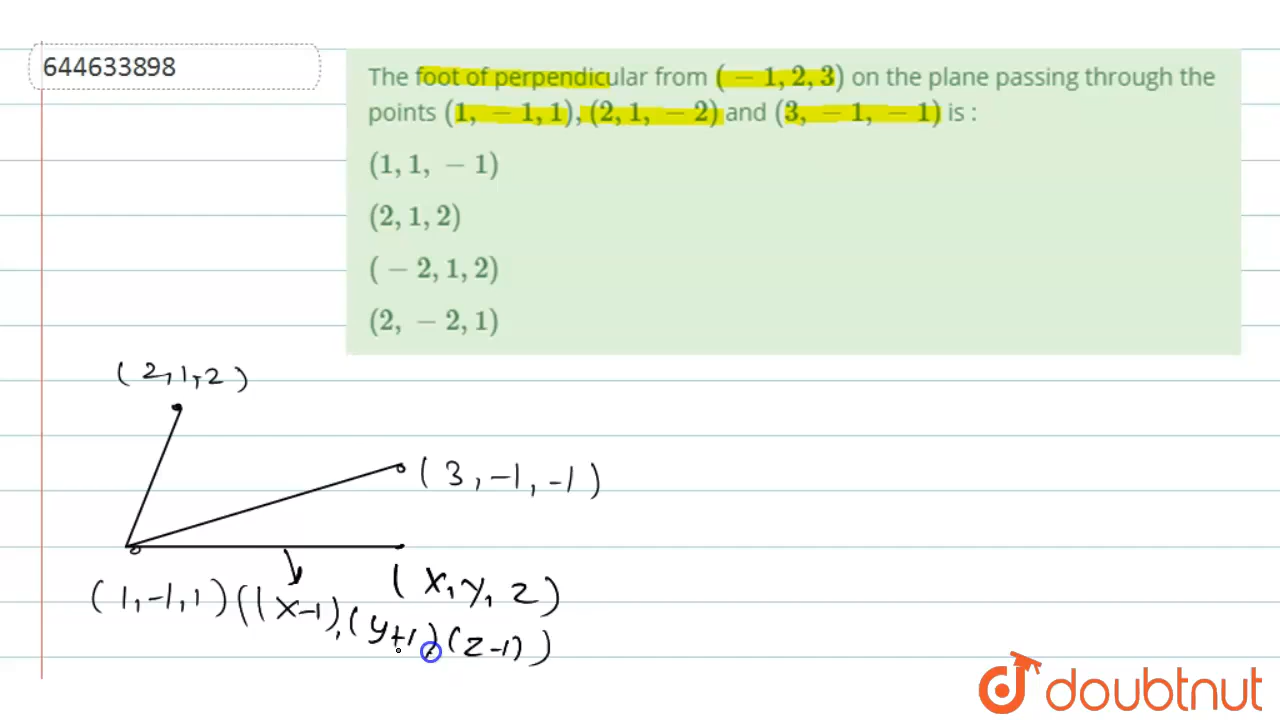 644633898
The foot of perpendicular from (−1, 2, 3) on the plane passing through the
points (1, −1, 1), (2, 1, −2) and (3, −1, −1) is :
(1, 1, −1)
(2, 1, 2)
(−2, 1, 2)
(2, −2, 1)
(2,1,-2)
(3,-1,-1)
(1,-1,1) ((x-1),(y+1),(z-1))
(x,y,z)
doubtnut